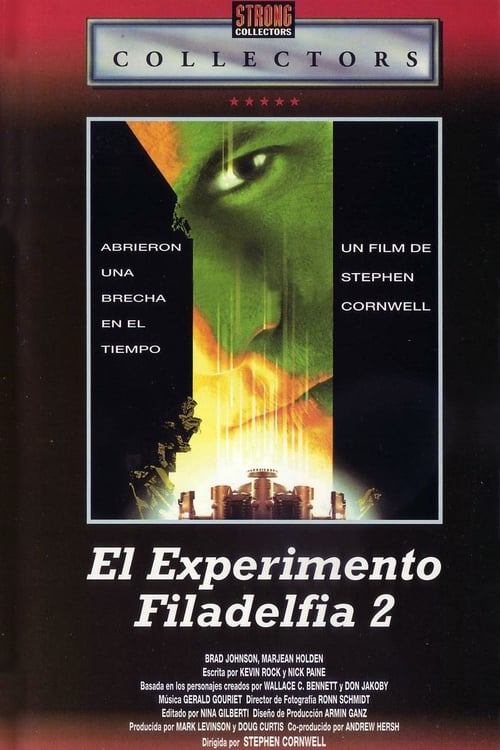 STRONG
COLLECTORS
COLLECTORS
ABRIERON
UNA
BRECHA
EN EL
TIEMPO
UN FILM DE
STEPHEN
CORNWELL
El Experimento
Filadelfia 2
BRAD JOHNSON, MARJEAN HOLDEN
Escrita por KEVIN ROCK y NICK PAINE
Basada en los personajes creados por WALLACE C. BENNETT y DON JAKOBY
Música GERALD GOURIET Director de Fotografía RONN SCHMIDT
Editado por NINA GILBERTI Diseño de Producción ARMIN GANZ
Producida por MARK LEVINSON y DOUG CURTIS Co-producido por ANDREW HERSH
Dirigida por STEPHEN CORNWELL